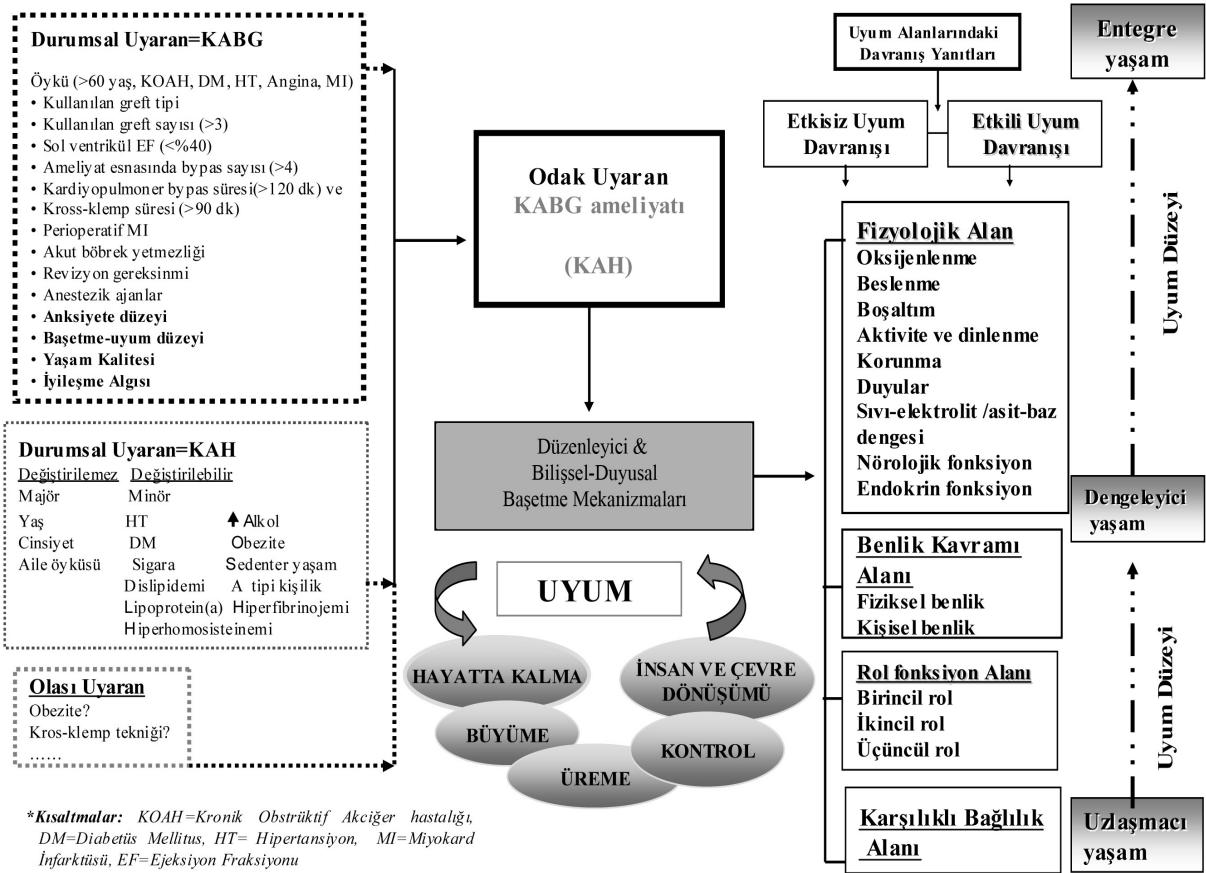 Durumsal Uyaran=KABG
Öykü (>60 yaş, KOAH, DM, HT, Angina, MI)
• Kullanılan greft tipi
• Kullanılan greft sayısı (>3)
• Sol ventrikül EF (<%40)
• Ameliyat esnasında bypas sayısı (>4)
• Kardiyopulmoner bypas süresi(>120 dk) ve
• Kross-klemp süresi (>90 dk)
• Perioperatif MI
• Akut böbrek yetmezliği
• Revizyon gereksinmi
• Anestezik ajanlar
• Anksiyete düzeyi
• Başetme-uyum düzeyi
• Yaşam Kalitesi
• İyileşme Algısı
Durumsal Uyaran=KAH
Değiştirilemez Değiştirilebilir
Majör Minör
Yaş HT Alkol
Cinsiyet DM Obezite
Aile öyküsü Sigara Sedenter yaşam
Dislipidemi A tipi kişilik
Lipoprotein(a) Hiperfibrinojemi
Hiperhomosisteinemi
Olası Uyaran
Obezite?
Kros-klemp tekniği?
......
*Kısaltmalar: KOAH=Kronik Obstrüktif Akciğer hastalığı,
DM=Diabetüs Mellitus, HT= Hipertansiyon, MI=Miyokard
İnfarktüsü, EF=Ejeksiyon Fraksiyonu
Odak Uyaran
KABG ameliyatı
(KAH)
Düzenleyici &
Bilişsel-Duyusal
Başetme Mekanizmaları
UYUM
HAYATTA KALMA
BÜYÜME
ÜREME
KONTROL
İNSAN VE ÇEVRE
DÖNÜŞÜMÜ
Uyum Alanlarındaki
Davranış Yanıtları
Etkisiz Uyum
Davranışı
Etkili Uyum
Davranışı
Fizyolojik Alan
Oksijenlenme
Beslenme
Boşaltım
Aktivite ve dinlenme
Korunma
Duyular
Sıvı-elektrolit /asit-baz
dengesi
Nörolojik fonksiyon
Endokrin fonksiyon
Benlik Kavramı
Alanı
Fiziksel benlik
Kişisel benlik
Rol fonksiyon Alanı
Birincil rol
İkincil rol
Üçüncül rol
Karşılıklı Bağlılık
Alanı
Entegre
yaşam
Uyum Düzeyi
Dengeleyici
yaşam
Uyum Düzeyi
Uzlaşmacı
yaşam